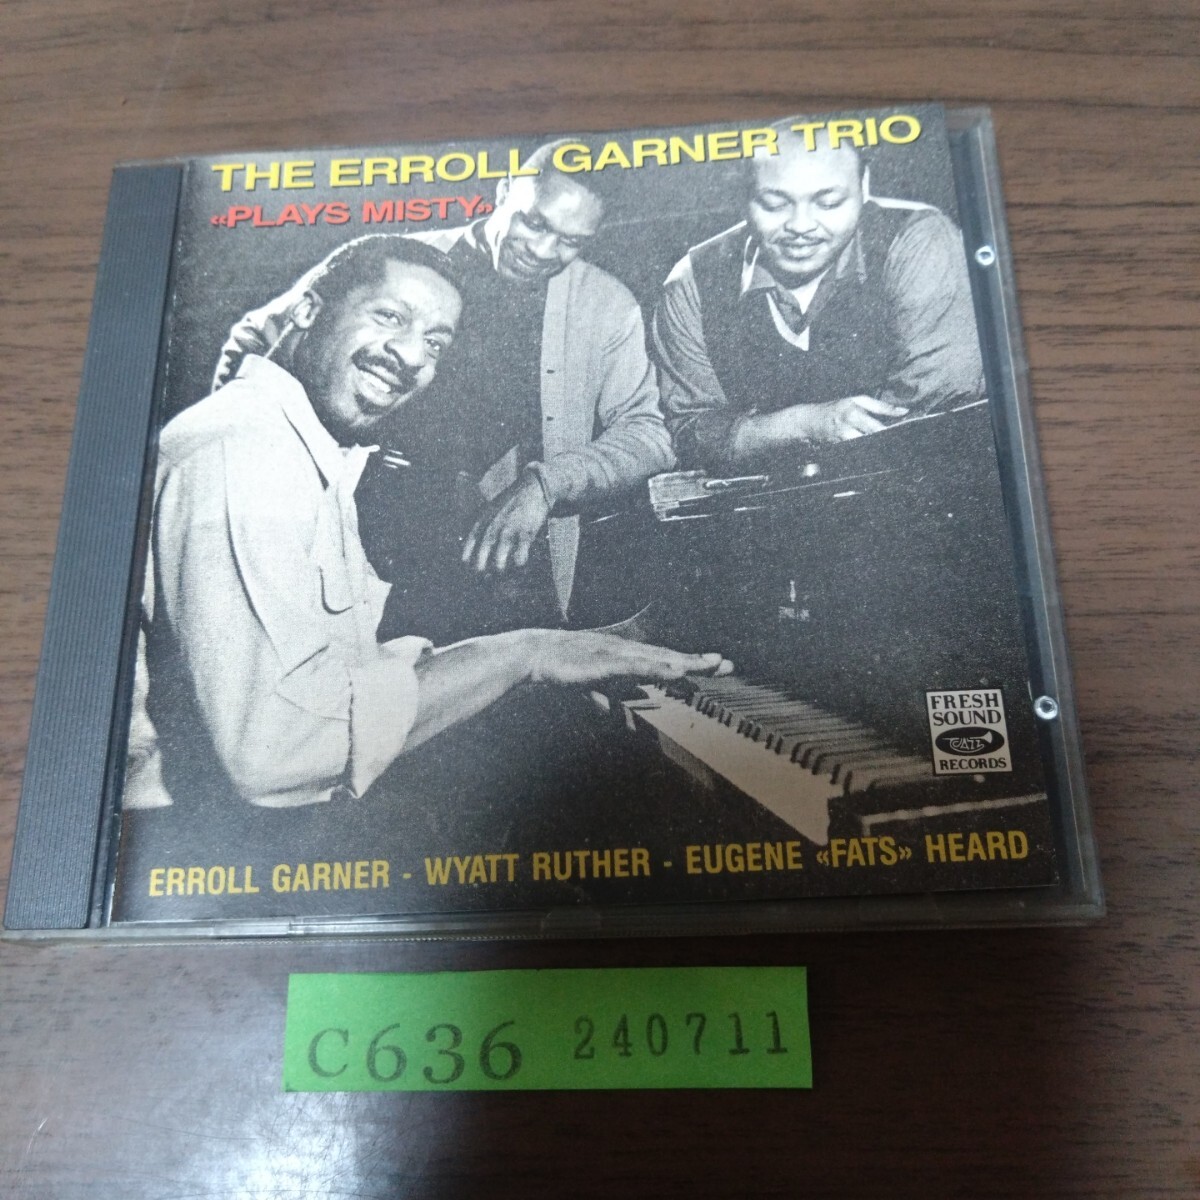 THE ERROLL GARNER TRIO
«PLAYS MISTY»
FRESH
SOUND
JAZZ
RECORDS
ERROLL GARNER - WYATT RUTHER - EUGENE «FATS» HEARD
C636 240711